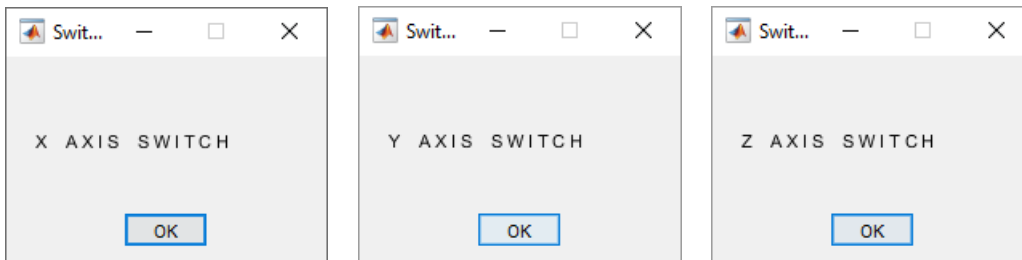 Swit...
X AXIS SWITCH
OK
Swit...
Y AXIS SWITCH
OK
Swit...
Z AXIS SWITCH
OK